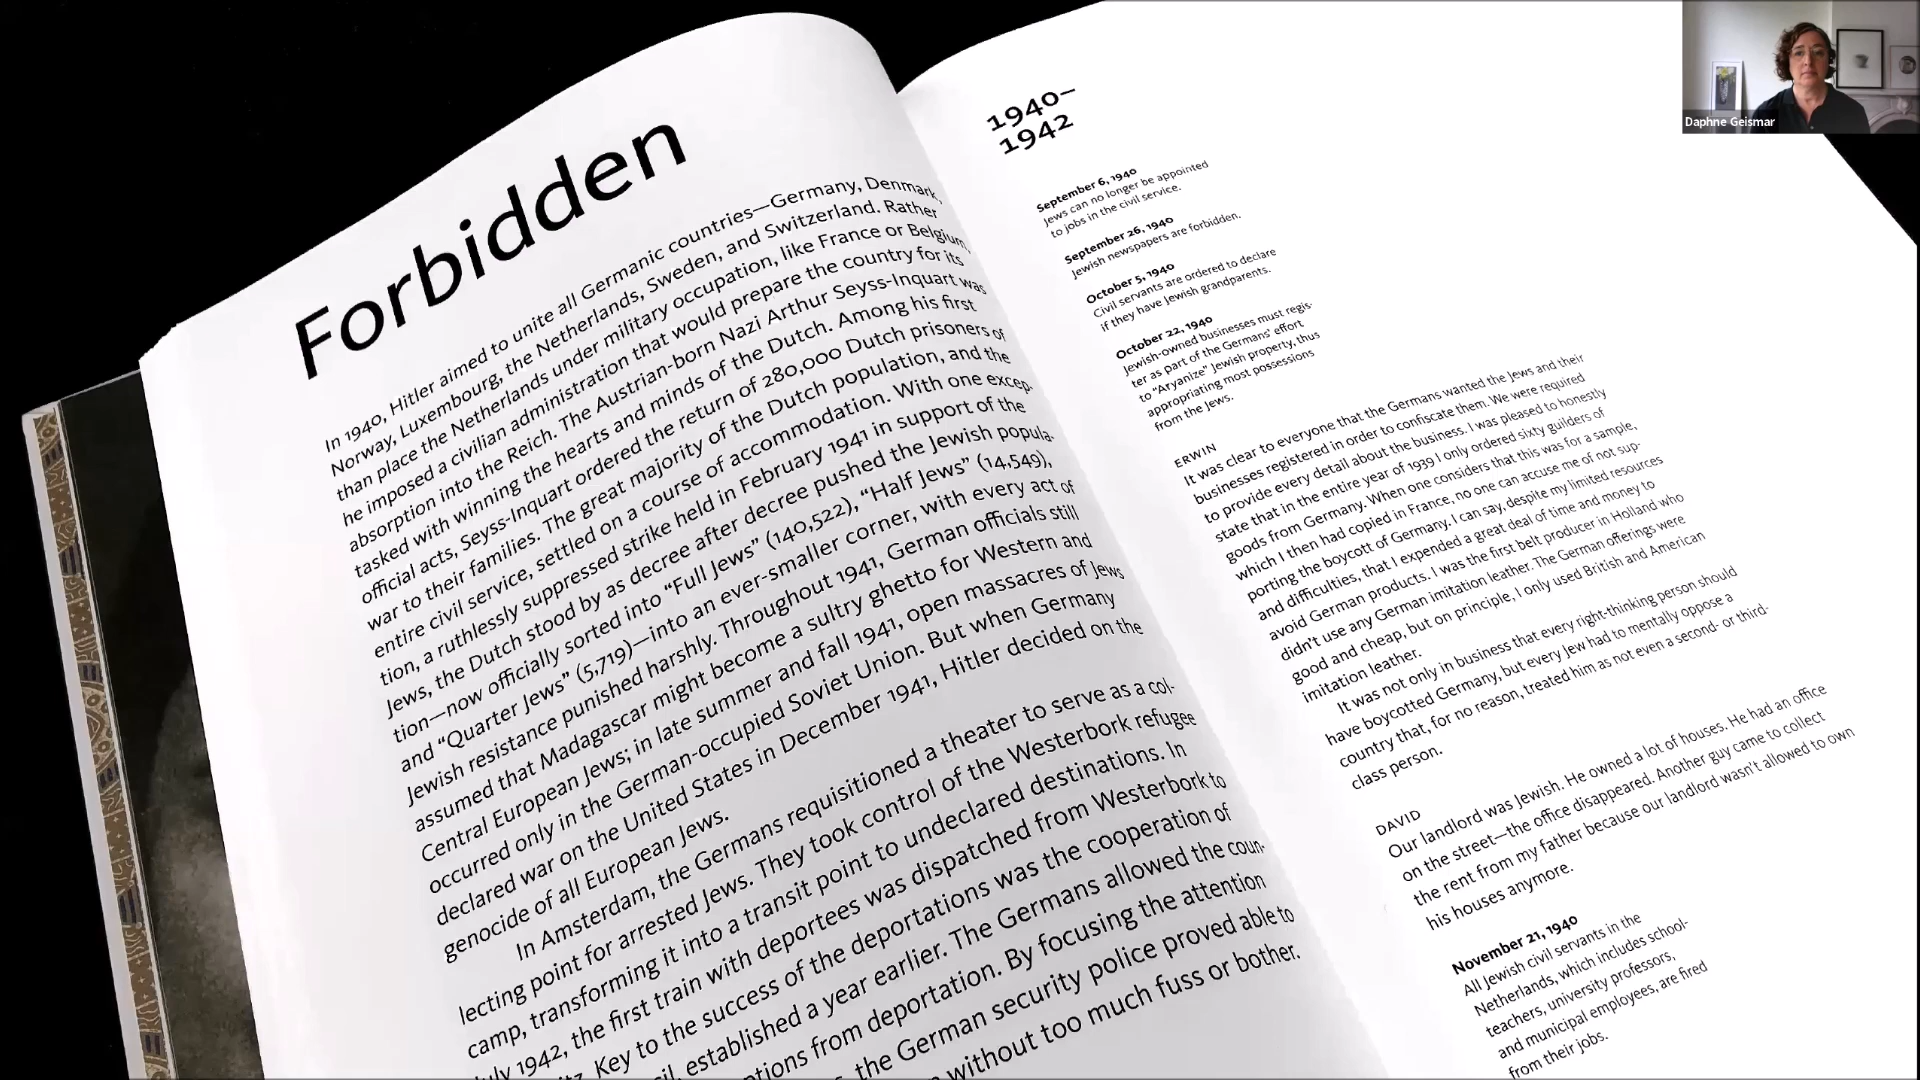 Forbidden
In 1940, Hitler aimed to unite all Germanic countries—Germany, Denmark,
Norway, Luxembourg, the Netherlands, Sweden, and Switzerland. Rather
than place the Netherlands under military occupation, like France or Belgium,
he imposed a civilian administration that would prepare the country for its
absorption into the Reich. The Austrian-born Nazi Arthur Seyss-Inquart was
tasked with winning the hearts and minds of the Dutch. Among his first
official acts, Seyss-Inquart ordered the return of 280,000 Dutch prisoners of
war to their families. The great majority of the Dutch population, and the
entire civil service, settled on a course of accommodation. With one excep-
tion, a ruthlessly suppressed strike held in February 1941 in support of the
Jews, the Dutch stood by as decree after decree pushed the Jewish popula-
tion—now officially sorted into “Full Jews” (140,522), “Half Jews” (14,549),
and “Quarter Jews” (5,719)—into an ever-smaller corner, with every act of
Jewish resistance punished harshly. Throughout 1941, German officials still
assumed that Madagascar might become a sultry ghetto for Western and
Central European Jews; in late summer and fall 1941, open massacres of Jews
occurred only in the German-occupied Soviet Union. But when Germany
declared war on the United States in December 1941, Hitler decided on the
genocide of all European Jews.
In Amsterdam, the Germans requisitioned a theater to serve as a col-
lecting point for arrested Jews. They took control of the Westerbork refugee
camp, transforming it into a transit point to undeclared destinations. In
July 1942, the first train with deportees was dispatched from Westerbork to
Key to the success of the deportations was the cooperation of
established a year earlier. The Germans allowed the coun-
from deportation. By focusing the attention
the German security police proved able to
without too much fuss or bother.
1940–
1942
September 6, 1940
Jews can no longer be appointed
to jobs in the civil service.
September 26, 1940
Jewish newspapers are forbidden.
October 5, 1940
Civil servants are ordered to declare
if they have Jewish grandparents.
October 22, 1940
Jewish-owned businesses must regis-
ter as part of the Germans’ effort
to “Aryanize” Jewish property, thus
appropriating most possessions
from the Jews.
ERWIN
It was clear to everyone that the Germans wanted the Jews and their
businesses registered in order to confiscate them. We were required
to provide every detail about the business. I was pleased to honestly
state that in the entire year of 1939 I only ordered sixty guilders of
goods from Germany. When one considers that this was for a sample,
which I then had copied in France, no one can accuse me of not sup-
porting the boycott of Germany. I can say, despite my limited resources
and difficulties, that I expended a great deal of time and money to
avoid German products. I was the first belt producer in Holland who
didn’t use any German imitation leather. The German offerings were
good and cheap, but on principle, I only used British and American
imitation leather.
It was not only in business that every right-thinking person should
have boycotted Germany, but every Jew had to mentally oppose a
country that, for no reason, treated him as not even a second- or third-
class person.
DAVID
Our landlord was Jewish. He owned a lot of houses. He had an office
on the street—the office disappeared. Another guy came to collect
the rent from my father because our landlord wasn’t allowed to own
his houses anymore.
November 21, 1940
All Jewish civil servants in the
Netherlands, which includes school-
teachers, university professors,
and municipal employees, are fired
from their jobs.
Daphne Geismar